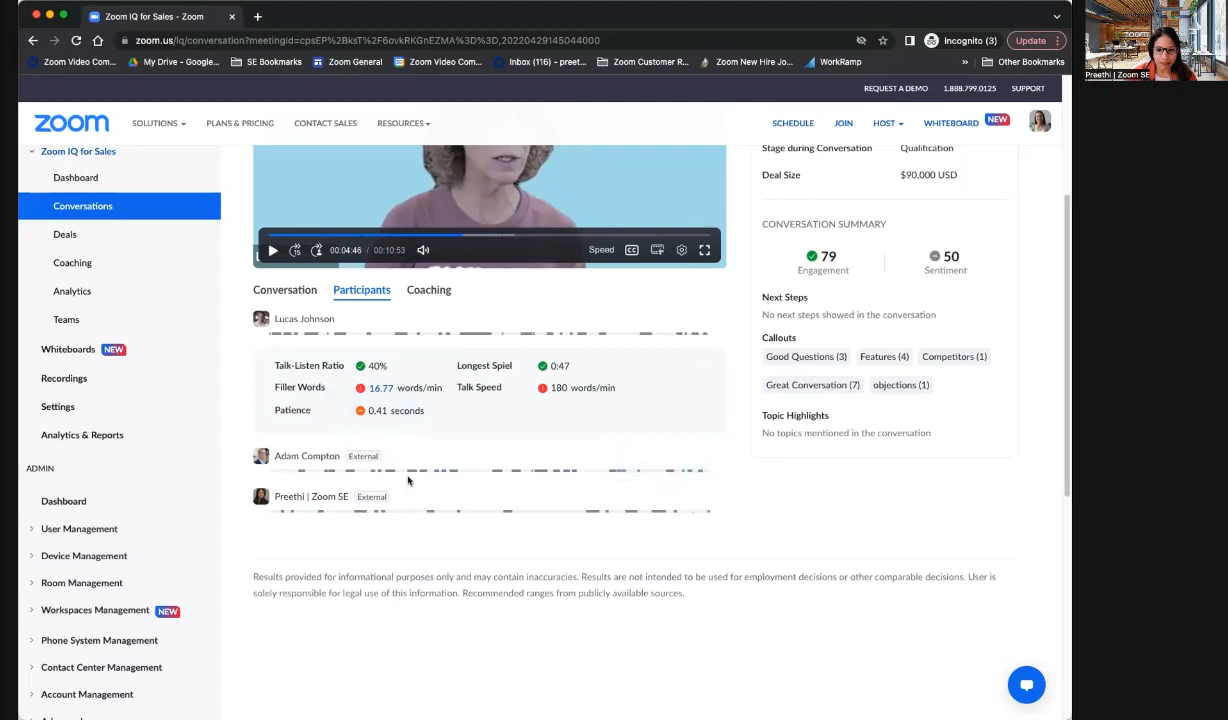 Zoom IQ for Sales - Zoom
zoom.us/iq/conversation?meetingId=cpsEP%2BksT%2F6ovkRKGnEZMA%3D%3D,20220429145044000
Incognito (3)
Update
Zoom Video Com...
My Drive - Google...
SE Bookmarks
Zoom General
Zoom Video Com...
Inbox (116) - preet...
Zoom Customer R...
Zoom New Hire Jo...
WorkRamp
»
Other Bookmarks
Preethi | Zoom SE
REQUEST A DEMO
1.888.799.0125
SUPPORT
zoom
SOLUTIONS
PLANS & PRICING
CONTACT SALES
RESOURCES
SCHEDULE
JOIN
HOST
WHITEBOARD
NEW
Zoom IQ for Sales
Dashboard
Conversations
Deals
Coaching
Analytics
Teams
Whiteboards NEW
Recordings
Settings
Analytics & Reports
ADMIN
Dashboard
User Management
Device Management
Room Management
Workspaces Management NEW
Phone System Management
Contact Center Management
Account Management
15
00:04:46 / 00:10:53
Speed
CC
Conversation
Participants
Coaching
Lucas Johnson
Talk-Listen Ratio 40%
Longest Spiel 0:47
Filler Words 16.77 words/min
Talk Speed 180 words/min
Patience 0.41 seconds
Adam Compton External
Preethi | Zoom SE External
Results provided for informational purposes only and may contain inaccuracies. Results are not intended to be used for employment decisions or other comparable decisions. User is
solely responsible for legal use of this information. Recommended ranges from publicly available sources.
Stage during Conversation Qualification
Deal Size $90,000 USD
CONVERSATION SUMMARY
79
Engagement
50
Sentiment
Next Steps
No next steps showed in the conversation
Callouts
Good Questions (3)
Features (4)
Competitors (1)
Great Conversation (7)
objections (1)
Topic Highlights
No topics mentioned in the conversation